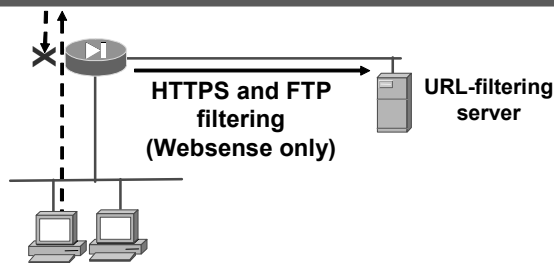 HTTPS and FTP
filtering
(Websense only)
URL-filtering
server